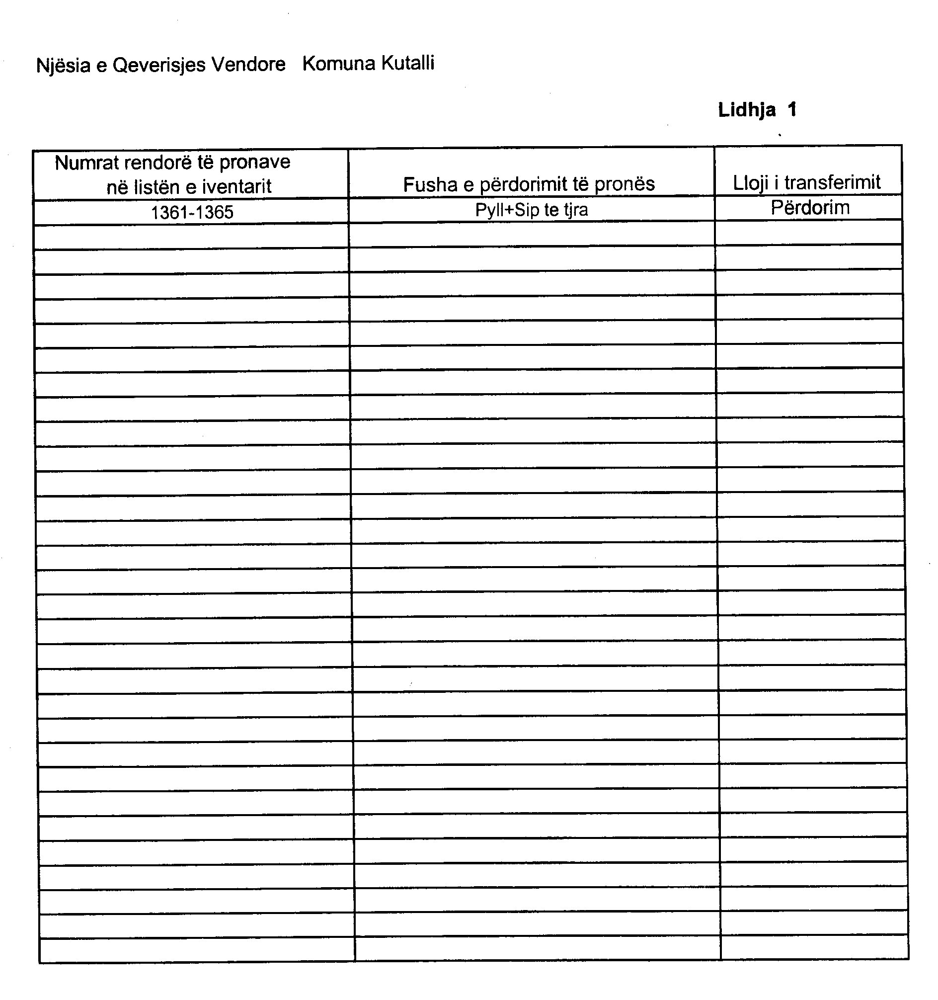 Njësia e Qeverisjes Vendore Komuna Kutalli
Lidhja 1
Numrat rendorë të pronave
në listën e iventarit
Fusha e përdorimit të pronës
Lloji i transferimit
1361-1365
Pyll+Sip te tjra
Përdorim